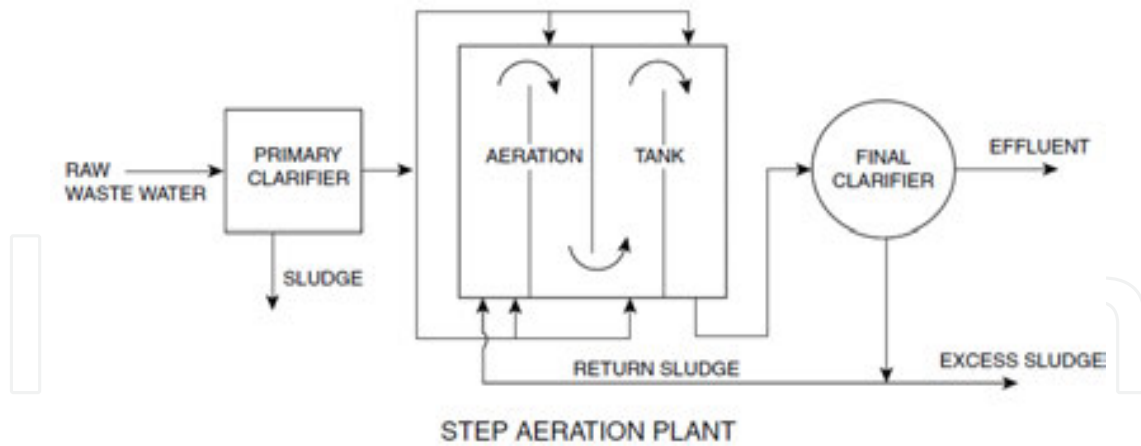 RAW
WASTE WATER
PRIMARY
CLARIFIER
SLUDGE
AERATION
TANK
FINAL
CLARIFIER
EFFLUENT
RETURN SLUDGE
EXCESS SLUDGE
STEP AERATION PLANT